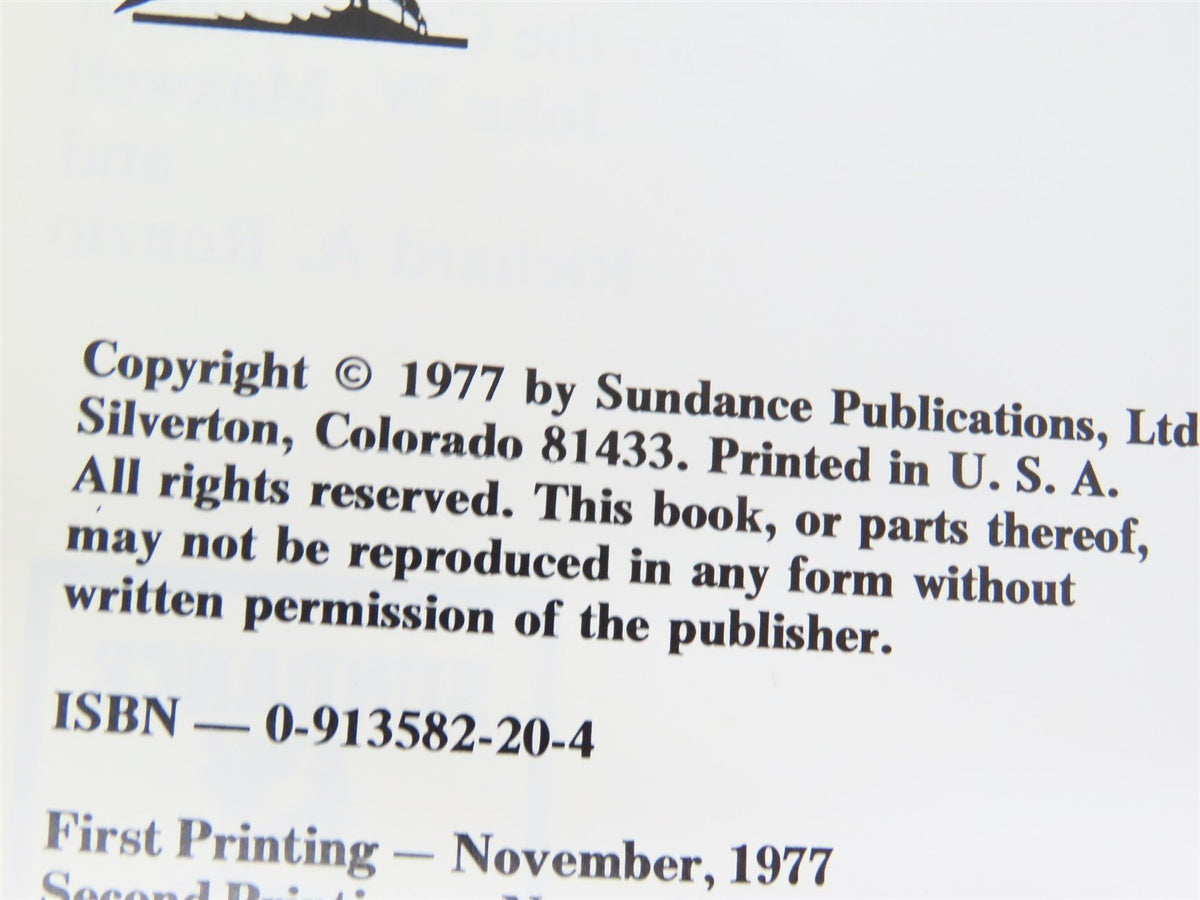 Copyright © 1977 by Sundance Publications, Ltd
Silverton, Colorado 81433. Printed in U. S. A.
All rights reserved. This book, or parts thereof,
may not be reproduced in any form without
written permission of the publisher.
ISBN — 0-913582-20-4
First Printing — November, 1977
Second Printing